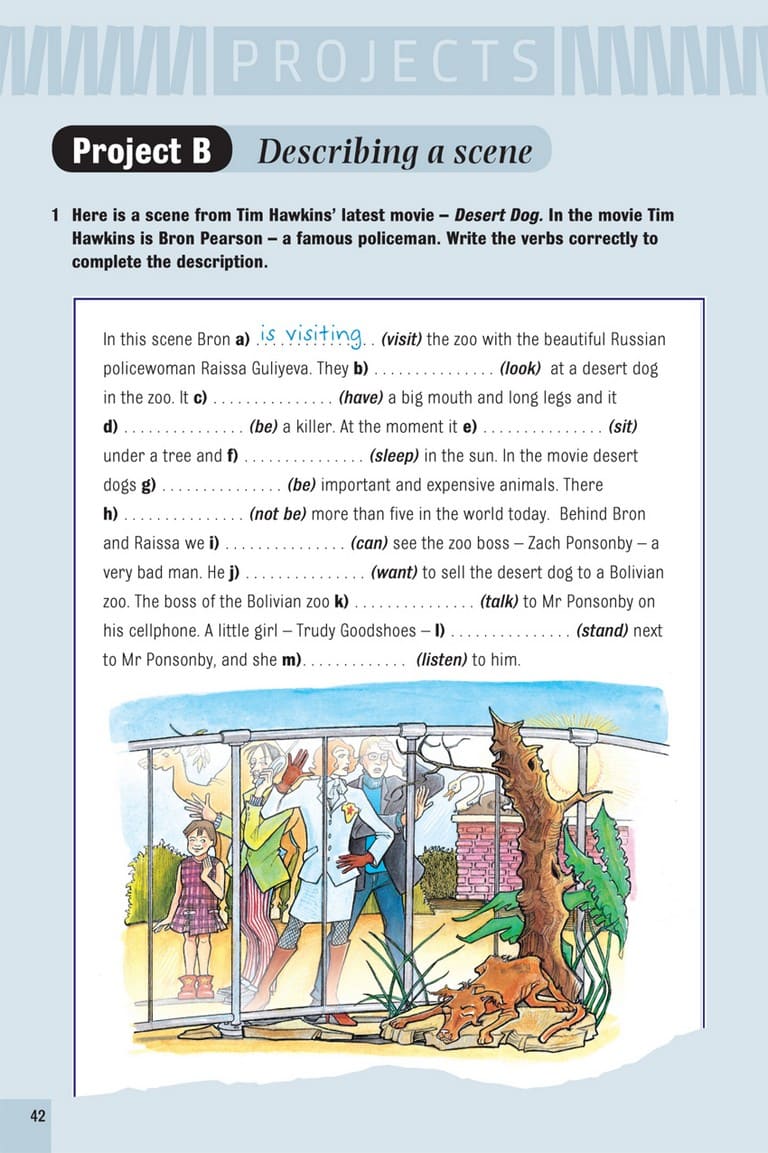 PROJECTS
Project B Describing a scene
1 Here is a scene from Tim Hawkins' latest movie – Desert Dog. In the movie Tim
Hawkins is Bron Pearson – a famous policeman. Write the verbs correctly to
complete the description.
In this scene Bron a) is visiting . . (visit) the zoo with the beautiful Russian
policewoman Raissa Guliyeva. They b) . . . . . . . . . . . . . . . (look) at a desert dog
in the zoo. It c) . . . . . . . . . . . . . . . (have) a big mouth and long legs and it
d) . . . . . . . . . . . . . . . (be) a killer. At the moment it e) . . . . . . . . . . . . . . . (sit)
under a tree and f) . . . . . . . . . . . . . . . (sleep) in the sun. In the movie desert
dogs g) . . . . . . . . . . . . . . . (be) important and expensive animals. There
h) . . . . . . . . . . . . . . . (not be) more than five in the world today. Behind Bron
and Raissa we i) . . . . . . . . . . . . . . . (can) see the zoo boss – Zach Ponsonby – a
very bad man. He j) . . . . . . . . . . . . . . . (want) to sell the desert dog to a Bolivian
zoo. The boss of the Bolivian zoo k) . . . . . . . . . . . . . . . (talk) to Mr Ponsonby on
his cellphone. A little girl – Trudy Goodshoes – l) . . . . . . . . . . . . . . . (stand) next
to Mr Ponsonby, and she m). . . . . . . . . . . . . (listen) to him.
42